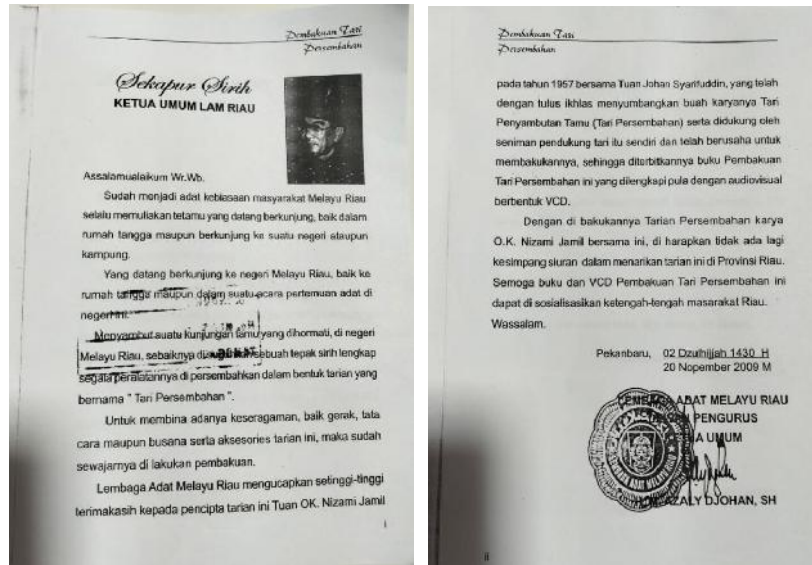 Pembakuan Tari
Persembahan
Sekapur Sirih
KETUA UMUM LAM RIAU
Assalamualaikum Wr.Wb.
Sudah menjadi adat kebiasaan masyarakat Melayu Riau
selalu memuliakan tetamu yang datang berkunjung, baik dalam
rumah tangga maupun berkunjung ke suatu negeri ataupun
kampung.
Yang datang berkunjung ke negeri Melayu Riau, baik ke
rumah tangga maupun dalam suatu acara pertemuan adat di
negeri ini.
Menyambut suatu kunjungan tamu yang dihormati, di negeri
Melayu Riau, sebaiknya sebuah tepak sirih lengkap
segala peralatannya di persembahkan dalam bentuk tarian yang
bernama " Tari Persembahan ".
Untuk membina adanya keseragaman, baik gerak, tata
cara maupun busana serta aksesories tarian ini, maka sudah
sewajarnya di lakukan pembakuan.
Lembaga Adat Melayu Riau mengucapkan setinggi-tinggi
terimakasih kepada pencipta tarian ini Tuan OK. Nizami Jamil
i
Pembakuan Tari
Persembahan
pada tahun 1957 bersama Tuan Johan Syarifuddin, yang telah
dengan tulus ikhlas menyumbangkan buah karyanya Tari
Penyambutan Tamu (Tari Persembahan) serta didukung oleh
seniman pendukung tari itu sendiri dan telah berusaha untuk
membakukannya, sehingga diterbitkannya buku Pembakuan
Tari Persembahan ini yang dilengkapi pula dengan audiovisual
berbentuk VCD.
Dengan di bakukannya Tarian Persembahan karya
O.K. Nizami Jamil bersama ini, di harapkan tidak ada lagi
kesimpang siuran dalam menarikan tarian ini di Provinsi Riau.
Semoga buku dan VCD Pembakuan Tari Persembahan ini
dapat di sosialisasikan ketengah-tengah masarakat Riau.
Wassalam.
Pekanbaru, 02 Dzulhijjah 1430 H
20 Nopember 2009 M
LEMBAGA ADAT MELAYU RIAU
PENGURUS
UMUM
AZALY DJOHAN, SH
ii